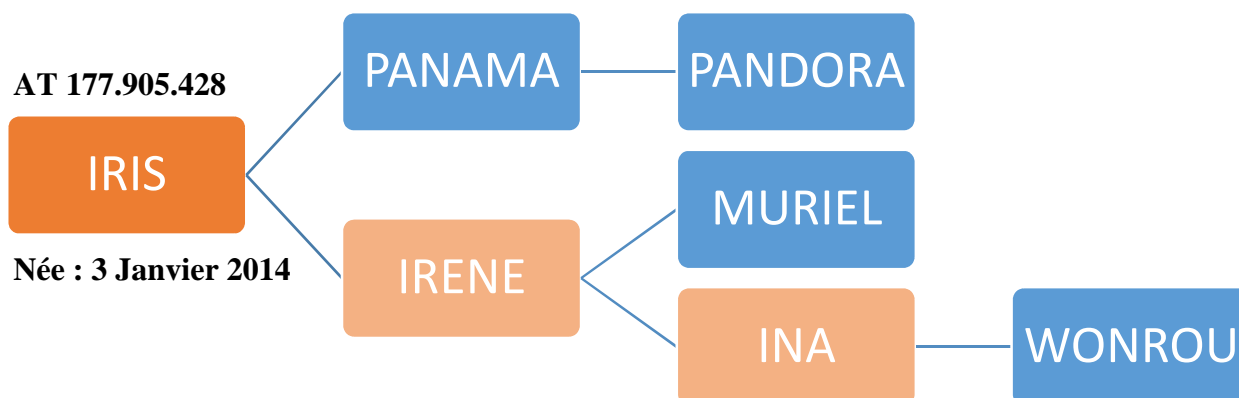 PANAMA
PANDORA
AT 177.905.428
IRIS
MURIEL
Née : 3 Janvier 2014
IRENE
INA
WONROU